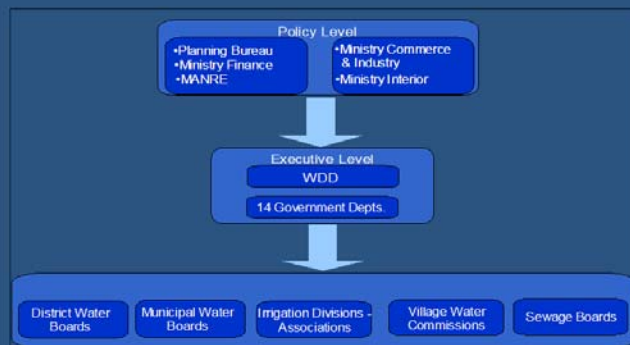 Policy Level
•Planning Bureau
•Ministry Finance
•MANRE
•Ministry Commerce
& Industry
•Ministry Interior
Executive Level
WDD
14 Government Depts.
District Water
Boards
Municipal Water
Boards
Irrigation Divisions -
Associations
Village Water
Commissions
Sewage Boards